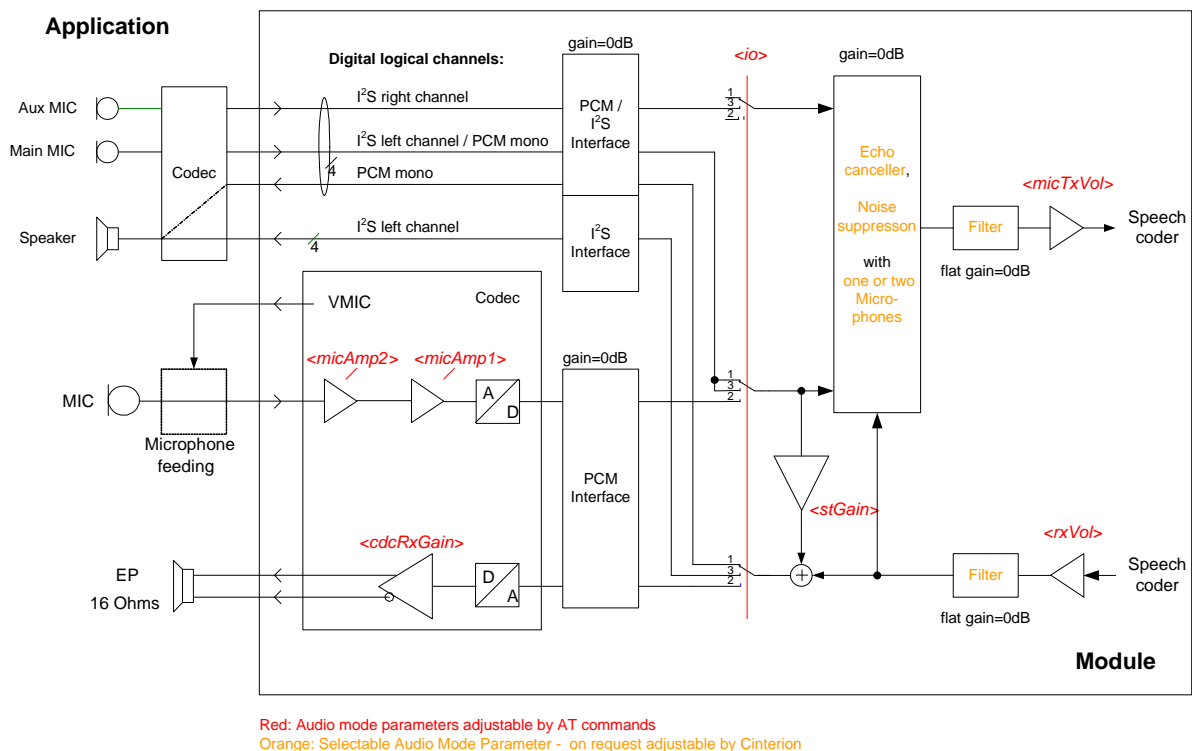 Application
Digital logical channels:
gain=0dB
<io>
gain=0dB
Aux MIC
Main MIC
Speaker
Codec
I²S right channel
I²S left channel / PCM mono
4
PCM mono
4
I²S left channel
PCM /
I²S
Interface
I²S
Interface
1
3
2
Echo
canceller,
Noise
suppresson
with
one or two
Micro-
phones
<micTxVol>
Filter
flat gain=0dB
Speech
coder
VMIC
Codec
<micAmp2>
<micAmp1>
A
D
gain=0dB
MIC
Microphone
feeding
PCM
Interface
1
3
2
<stGain>
<cdcRxGain>
D
A
EP
16 Ohms
1
3
2
<rxVol>
Filter
flat gain=0dB
Speech
coder
Module
Red: Audio mode parameters adjustable by AT commands
Orange: Selectable Audio Mode Parameter - on request adjustable by Cinterion